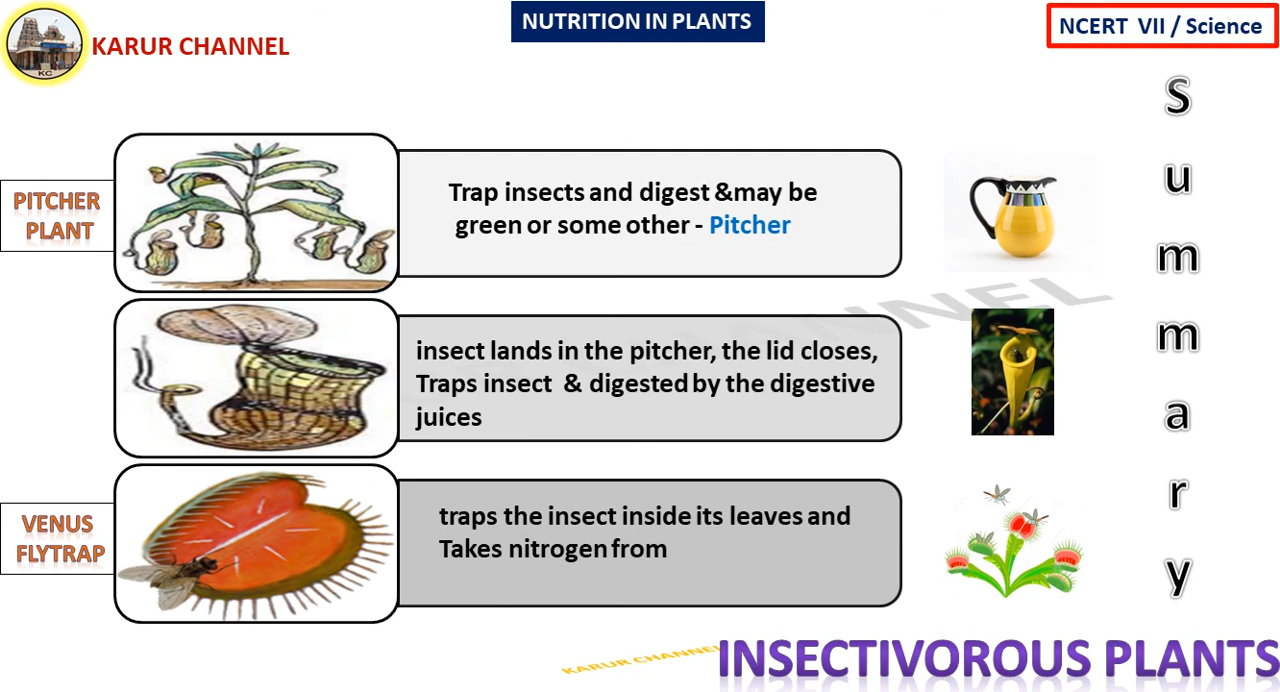 KARUR CHANNEL
KC
NUTRITION IN PLANTS
NCERT VII / Science
Summary
PITCHER
PLANT
Trap insects and digest &may be
green or some other - Pitcher
insect lands in the pitcher, the lid closes,
Traps insect & digested by the digestive
juices
VENUS
FLYTRAP
traps the insect inside its leaves and
Takes nitrogen from
KARUR CHANNEL
INSECTIVOROUS PLANTS